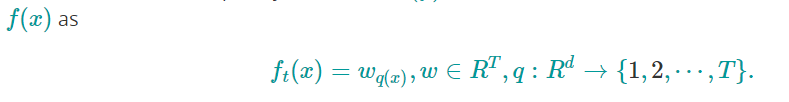 f(x) as
f_t(x) = w_{q(x)}, w ∈ R^T, q : R^d → {1, 2, ⋯, T}.